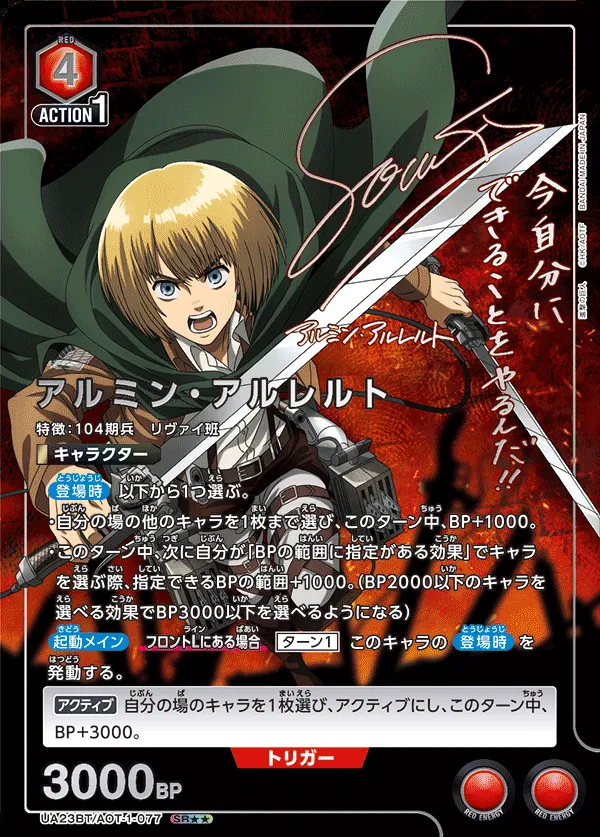 RED
4
ACTION 1
今自分に
できることをやるんだ!!
アルミン・アルレルト
進撃の巨人 ©HK/AOTF BANDAI MADE IN JAPAN
アルミン・アルレルト
特徴：104期兵 リヴァイ班
キャラクター
登場時 以下から1つ選ぶ。
・自分の場の他のキャラを1枚まで選び、このターン中、BP+1000。
・このターン中、次に自分が「BPの範囲に指定がある効果」でキャラ
を選ぶ際、指定できるBPの範囲+1000。（BP2000以下のキャラを
選べる効果でBP3000以下を選べるようになる）
起動メイン フロントLにある場合 ターン1 このキャラの 登場時 を
発動する。
アクティブ 自分の場のキャラを1枚選び、アクティブにし、このターン中、
BP+3000。
トリガー
3000BP
RED ENERGY RED ENERGY
UA23BT/AOT-1-077 SR★★